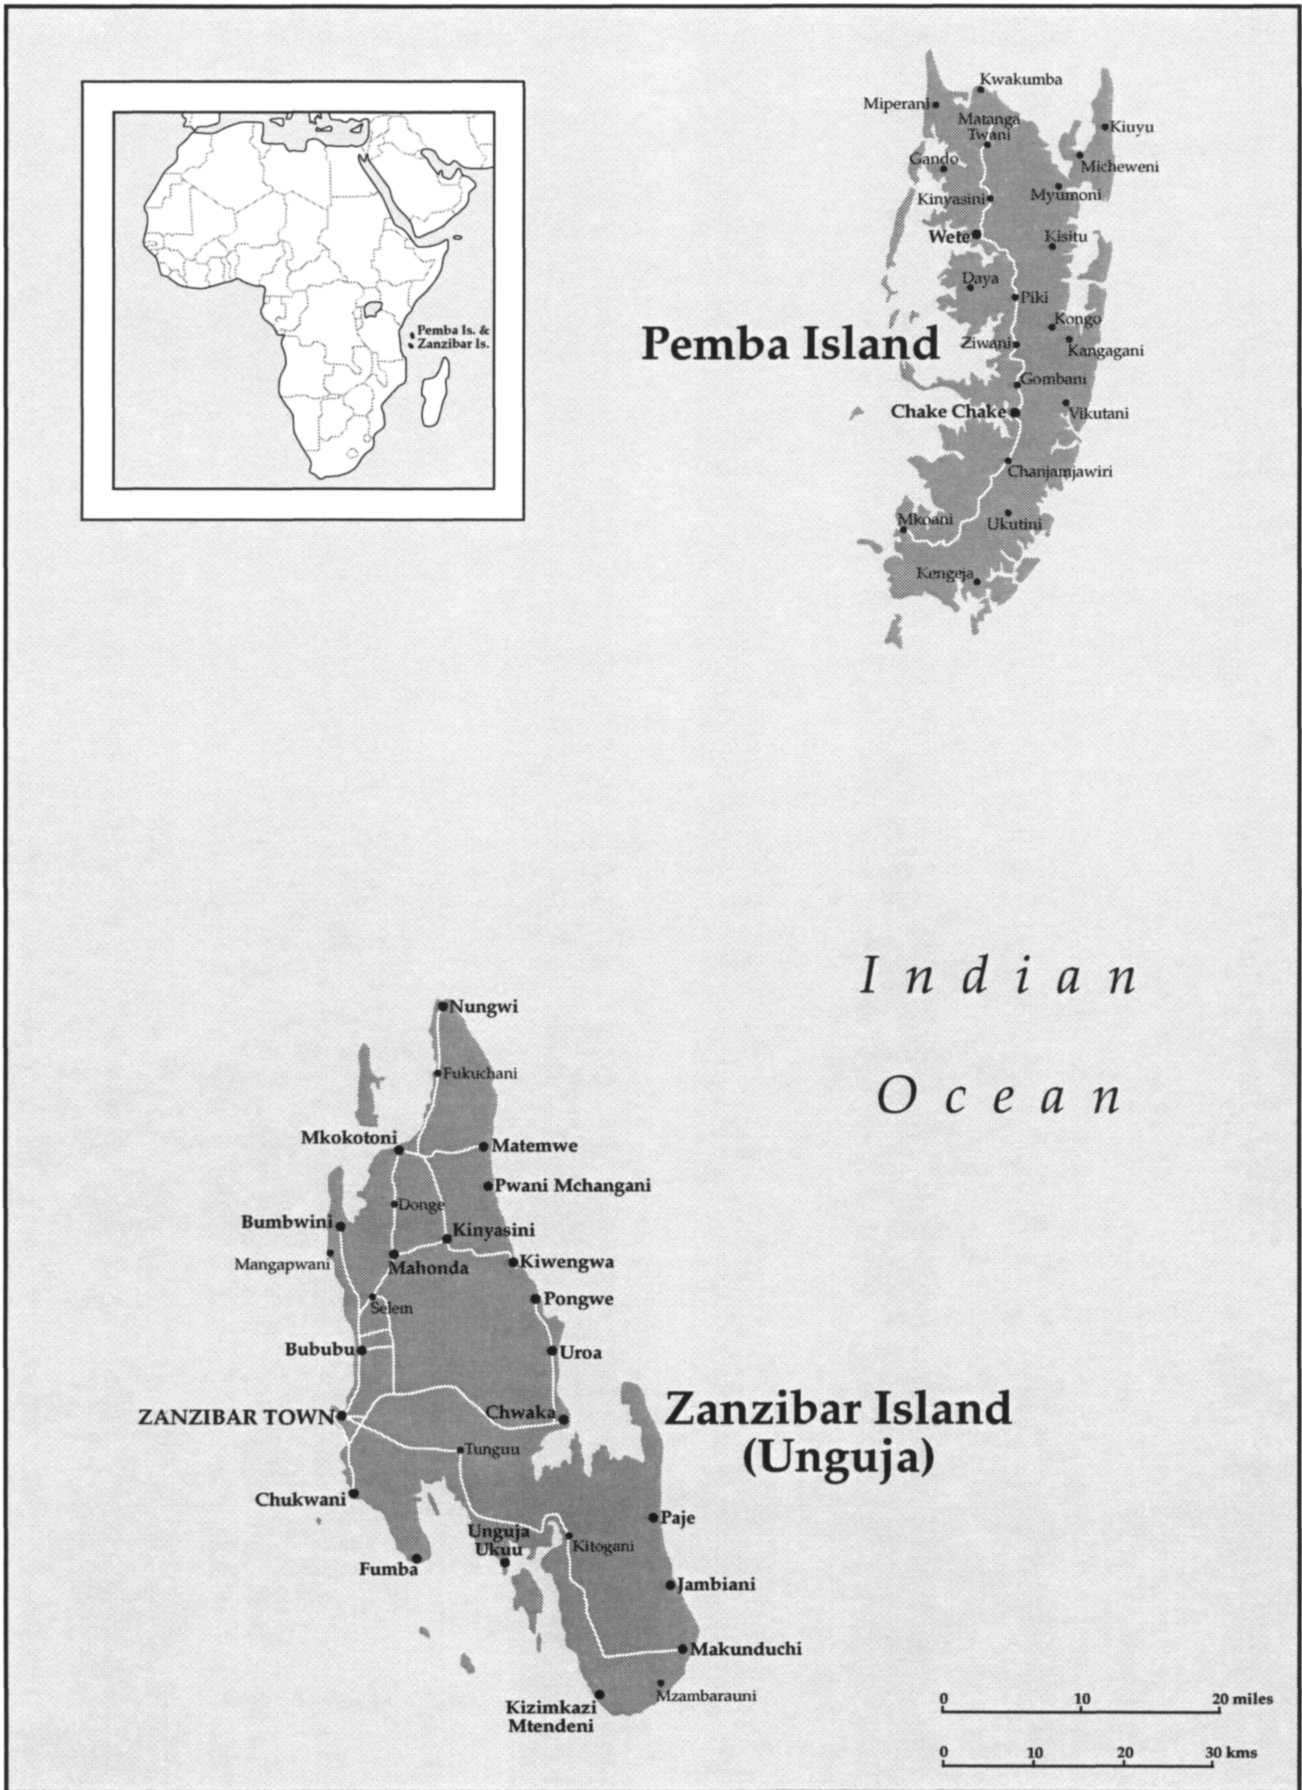 Kwakumba
Miperani
Matanga
Twani
Kiuyu
Gando
Micheweni
Kinyasini
Myumoni
Wete
Kisitu
Daya
Piki
Pemba Is. &
Zanzibar Is.
Kongo
Pemba Island
Ziwani
Kangagani
Gombani
Chake Chake
Vikutani
Chanjamjawiri
Mkoani
Ukutini
Kengeja
Indian
Ocean
Nungwi
Fukuchani
Mkokotoni
Matemwe
Pwani Mchangani
Donge
Bumbwini
Kinyasini
Mangapwani
Mahonda
Kiwengwa
Pongwe
Selem
Bububu
Uroa
ZANZIBAR TOWN
Chwaka
Zanzibar Island
(Unguja)
Tunguu
Chukwani
Paje
Unguja
Ukuu
Kitogani
Fumba
Jambiani
Makunduchi
Mzambarauni
Kizimkazi
Mtendeni
0 10 20 miles
0 10 20 30 kms